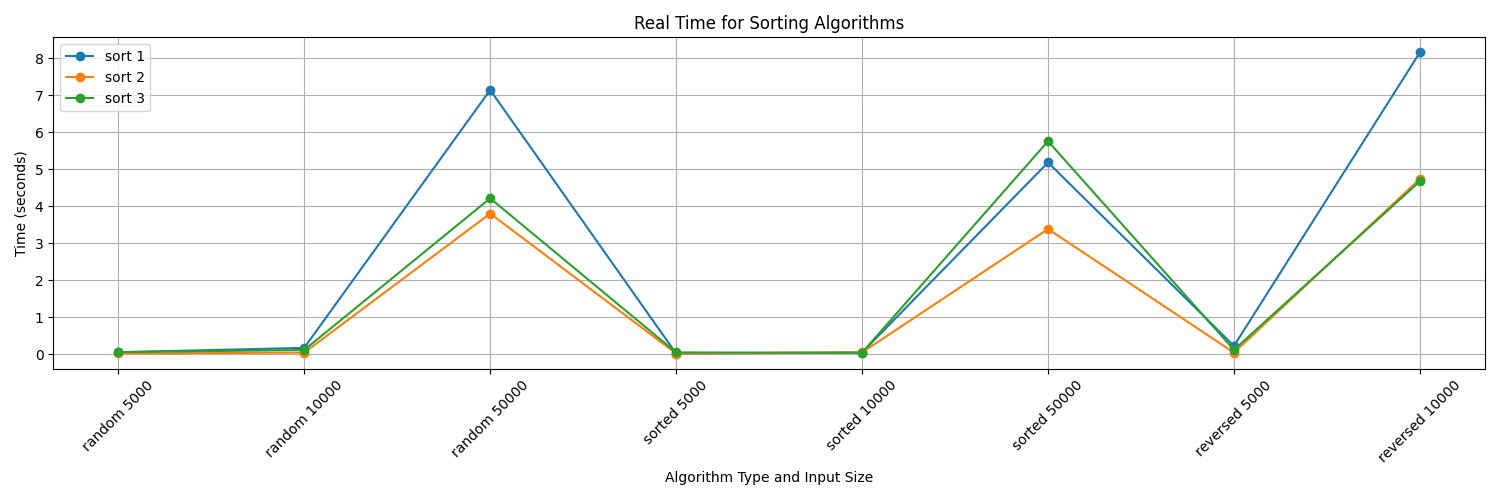 Real Time for Sorting Algorithms
sort 1
sort 2
sort 3
8
7
6
5
4
3
2
1
0
Time (seconds)
random 5000
random 10000
random 50000
sorted 5000
sorted 10000
sorted 50000
reversed 5000
reversed 10000
Algorithm Type and Input Size